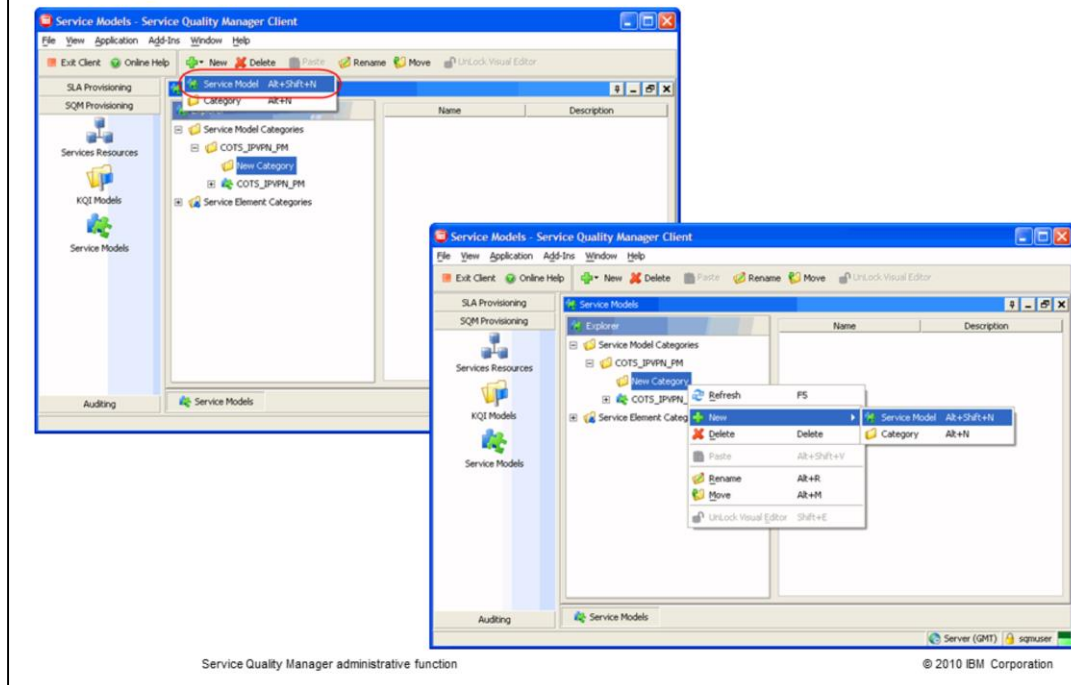 Service Models - Service Quality Manager Client
File View Application Add-Ins Window Help
Exit Client Online Help New Delete Paste Rename Move UnLock Visual Editor
SLA Provisioning
SQM Provisioning
Services Resources
KQI Models
Service Models
Auditing
Service Model Alt+Shift+N
Category Alt+N
Name Description
Service Model Categories
COTS_IPVPN_PM
New Category
COTS_IPVPN_PM
Service Element Categories
Service Models
Service Models - Service Quality Manager Client
File View Application Add-Ins Window Help
Exit Client Online Help New Delete Paste Rename Move UnLock Visual Editor
SLA Provisioning
SQM Provisioning
Services Resources
KQI Models
Service Models
Auditing
Service Models
Explorer
Name Description
Service Model Categories
COTS_IPVPN_PM
New Category
COTS_IPVPN_
Service Element Categ
Refresh F5
New
Delete Delete
Paste Alt+Shift+V
Rename Alt+R
Move Alt+M
UnLock Visual Editor Shift+E
Service Model Alt+Shift+N
Category Alt+N
Service Models
Server (GMT) sqmuser
Service Quality Manager administrative function
© 2010 IBM Corporation